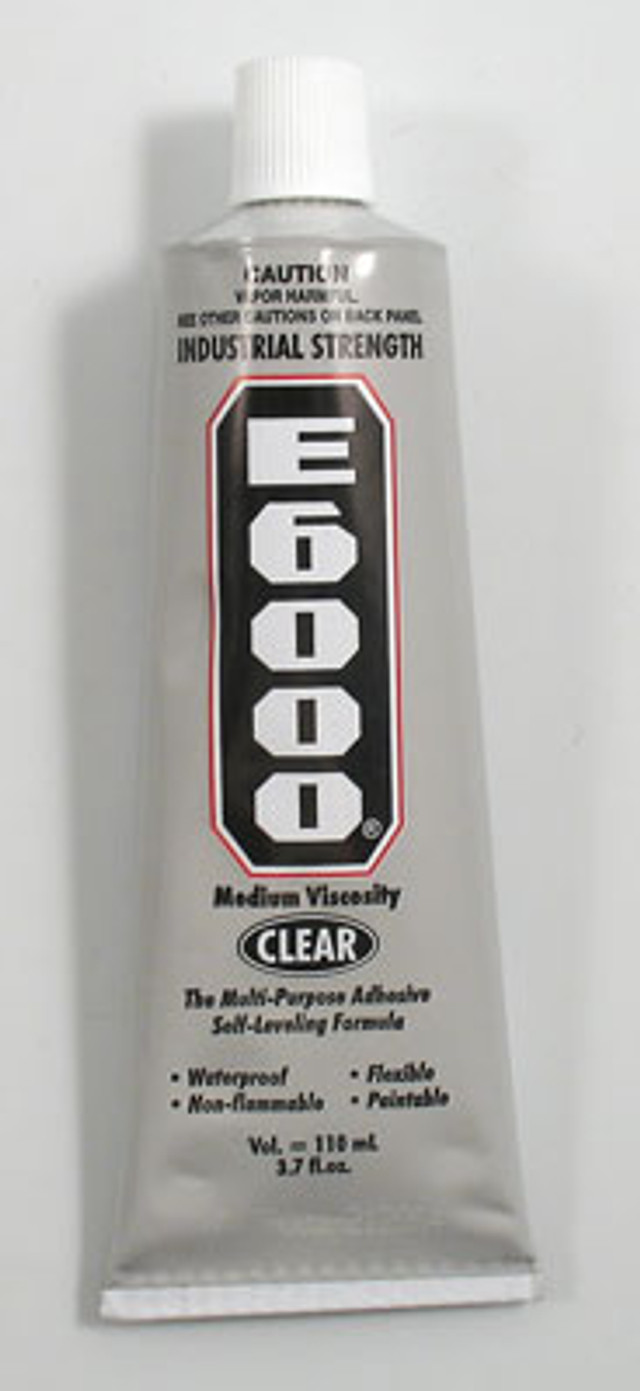 CAUTION
VAPOR HARMFUL.
SEE OTHER CAUTIONS ON BACK PANEL
INDUSTRIAL STRENGTH
E6000®
Medium Viscosity
CLEAR
The Multi-Purpose Adhesive
Self-Leveling Formula
• Waterproof • Flexible
• Non-flammable • Paintable
Vol. = 110 mL
3.7 fl.oz.